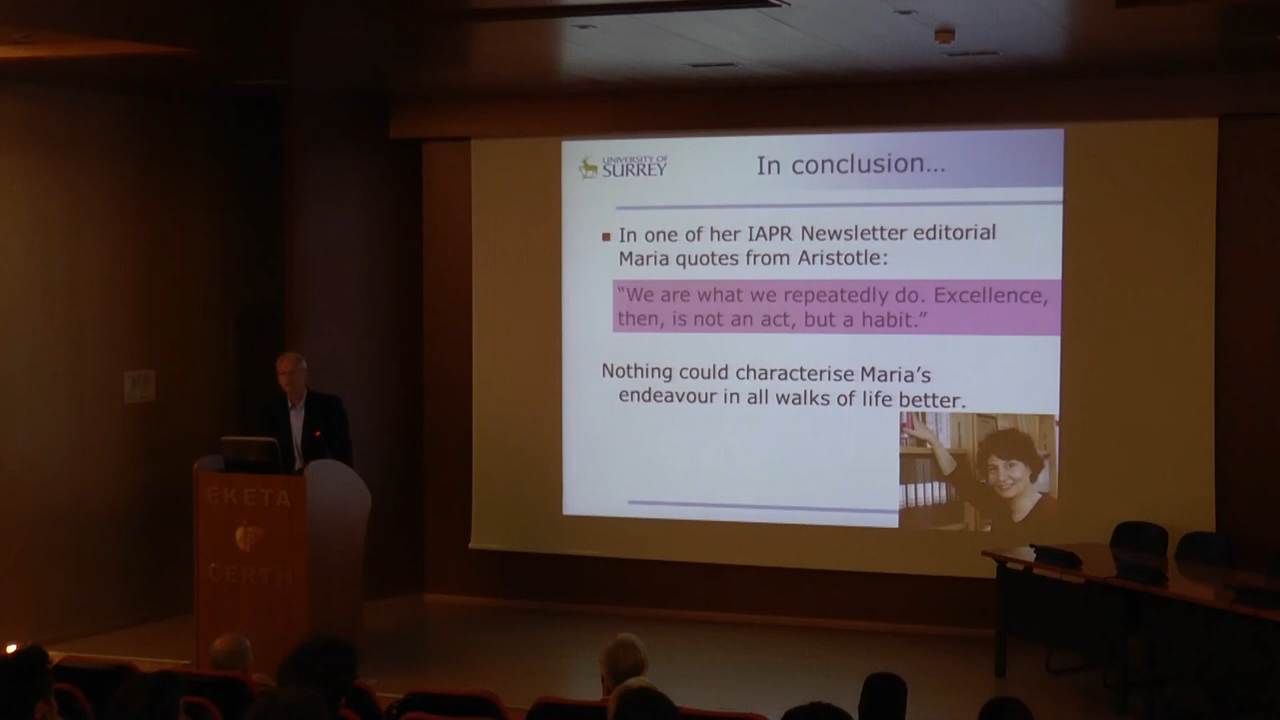 UNIVERSITY OF
SURREY
In conclusion...
In one of her IAPR Newsletter editorial
Maria quotes from Aristotle:
“We are what we repeatedly do. Excellence,
then, is not an act, but a habit.”
Nothing could characterise Maria’s
endeavour in all walks of life better.
EKETA
CERTH